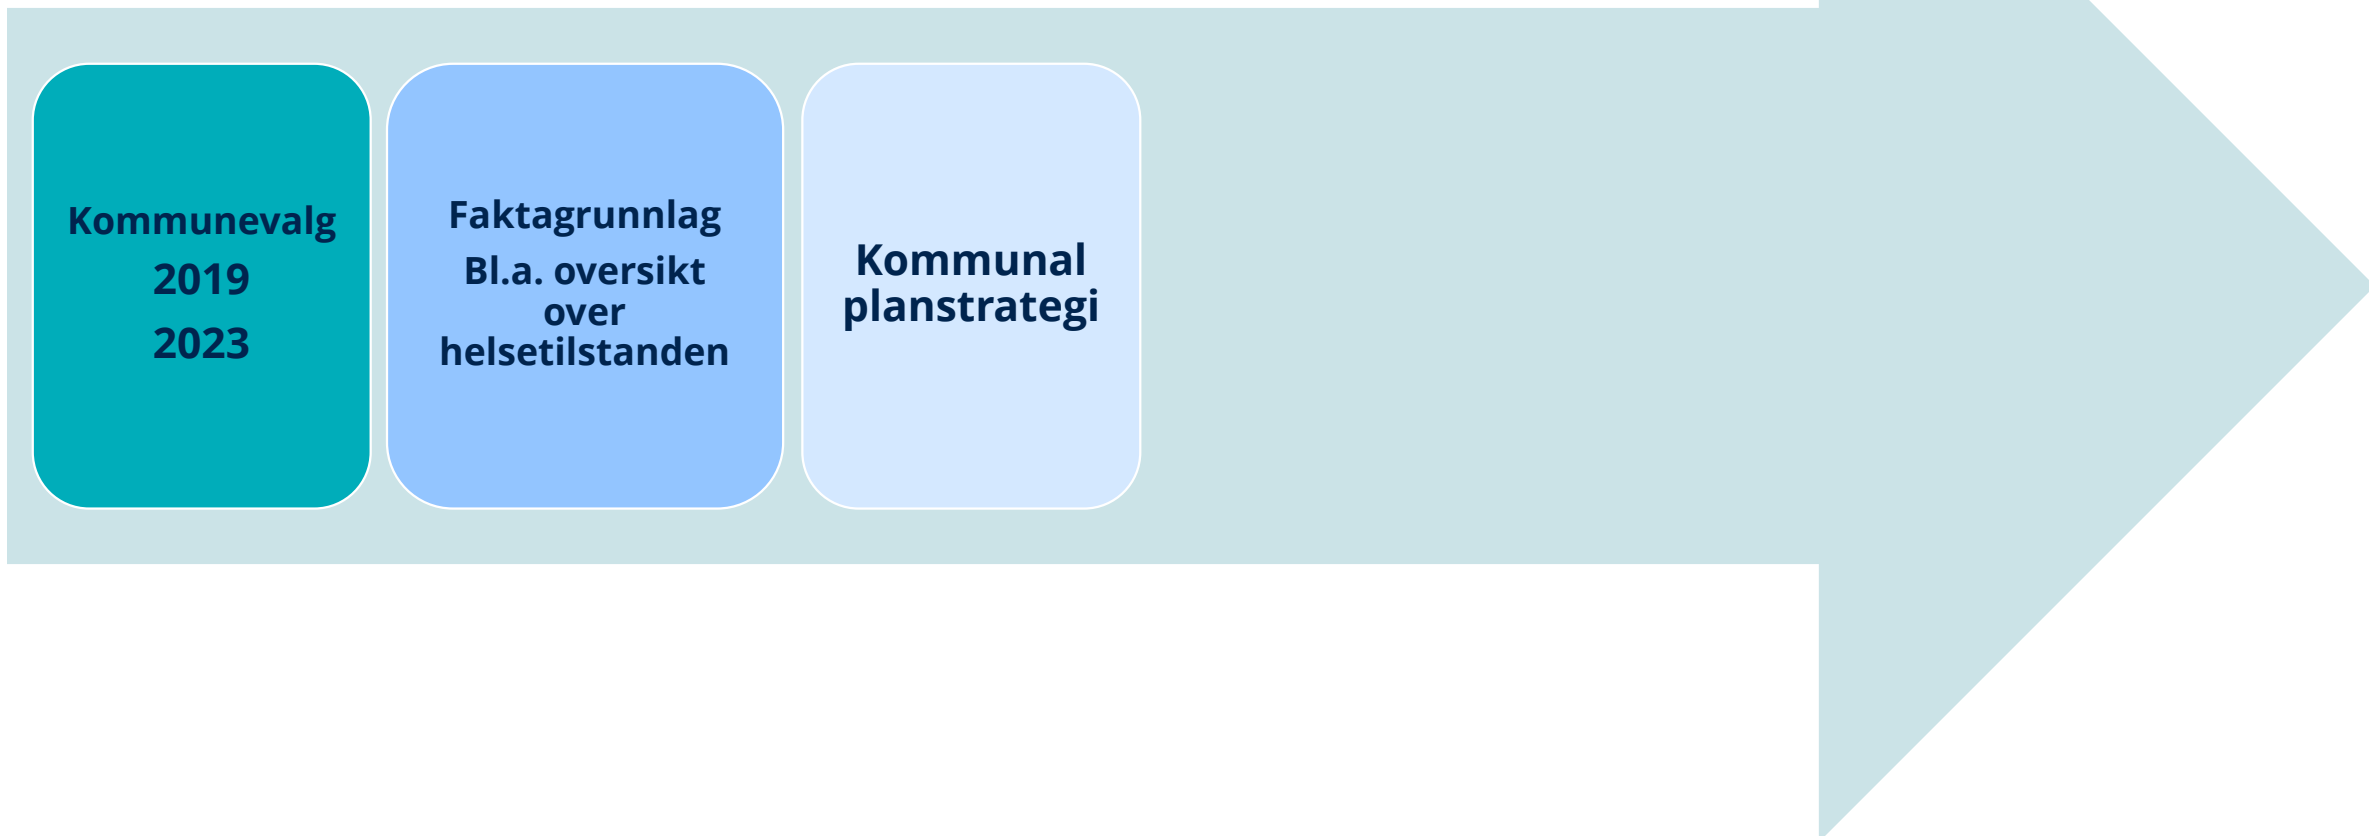 Kommunevalg
2019
2023
Faktagrunnlag
Bl.a. oversikt
over
helsetilstanden
Kommunal
planstrategi